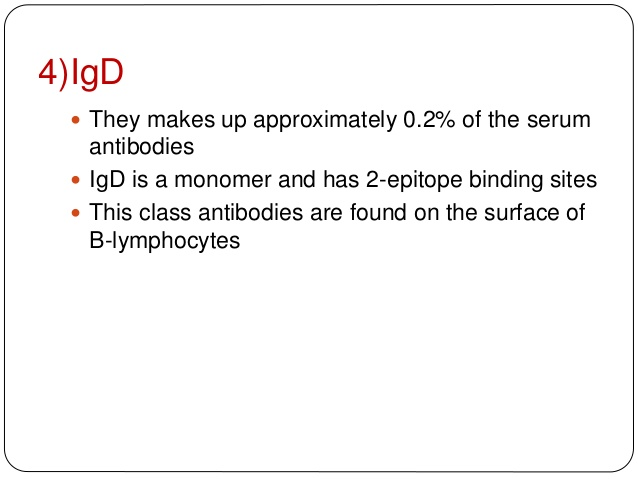 4)IgD
• They makes up approximately 0.2% of the serum
antibodies
• IgD is a monomer and has 2-epitope binding sites
• This class antibodies are found on the surface of
B-lymphocytes